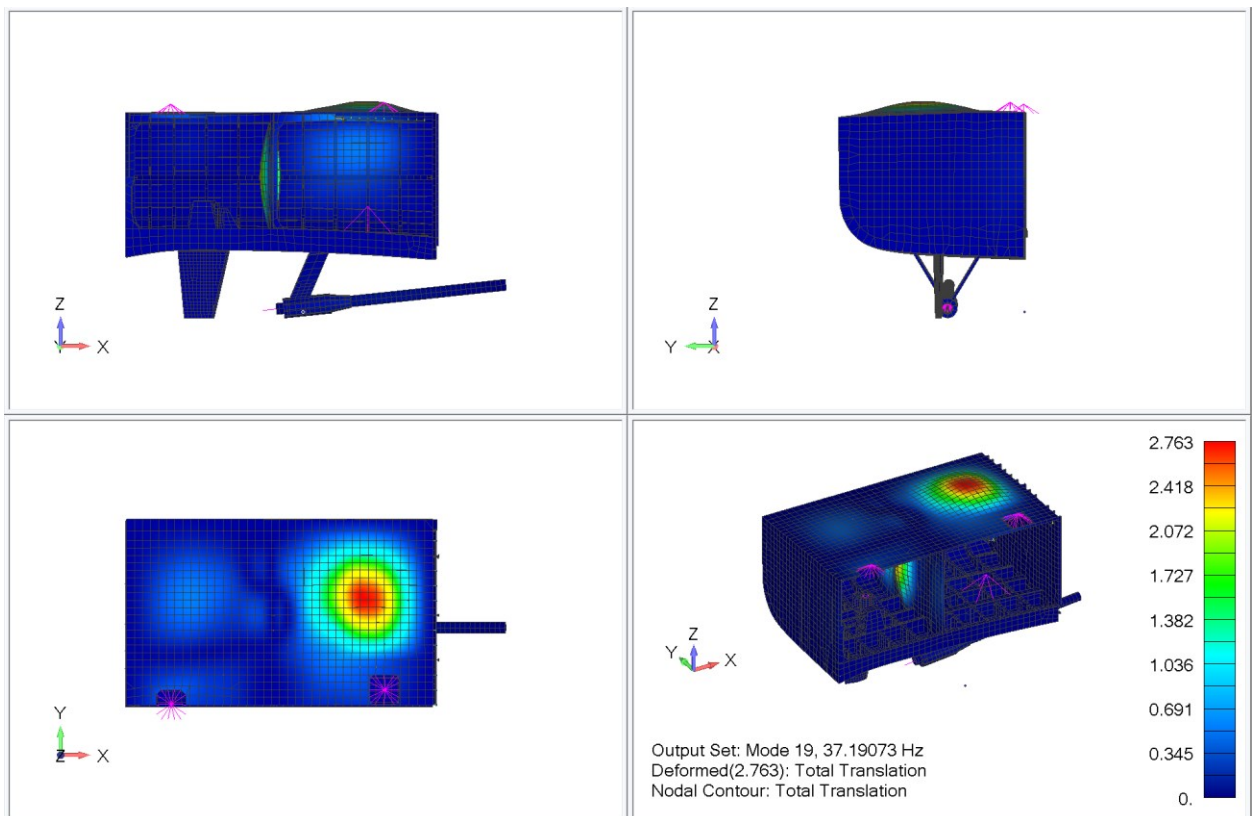 Z
Y X
Z
Y X
Y
Z X
Z
Y X
2.763
2.418
2.072
1.727
1.382
1.036
0.691
0.345
0.
Output Set: Mode 19, 37.19073 Hz
Deformed(2.763): Total Translation
Nodal Contour: Total Translation